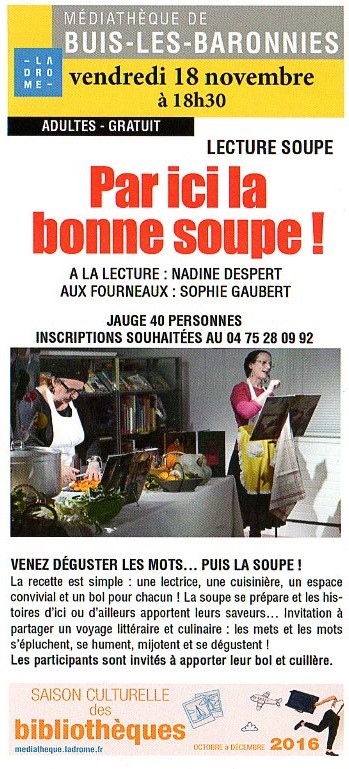 MÉDIATHÈQUE DE
BUIS-LES-BARONNIES
– LA
DRO
ME –
vendredi 18 novembre
à 18h30
ADULTES - GRATUIT
LECTURE SOUPE
Par ici la
bonne soupe !
A LA LECTURE : NADINE DESPERT
AUX FOURNEAUX : SOPHIE GAUBERT
JAUGE 40 PERSONNES
INSCRIPTIONS SOUHAITÉES AU 04 75 28 09 92
VENEZ DÉGUSTER LES MOTS... PUIS LA SOUPE !
La recette est simple : une lectrice, une cuisinière, un espace
convivial et un bol pour chacun ! La soupe se prépare et les his-
toires d'ici ou d'ailleurs apportent leurs saveurs... Invitation à
partager un voyage littéraire et culinaire : les mets et les mots
s'épluchent, se hument, mijotent et se dégustent !
Les participants sont invités à apporter leur bol et cuillère.
SAISON CULTURELLE
des
bibliothèques
mediatheque.ladrome.fr
OCTOBRE à DÉCEMBRE 2016